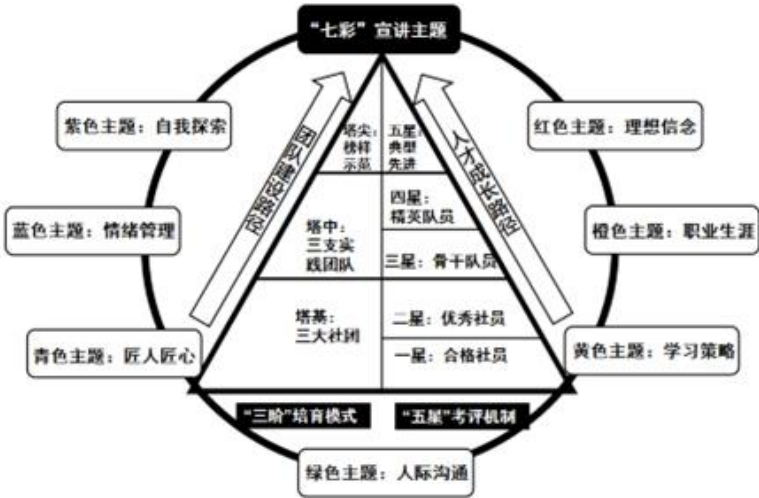 “七彩”宣讲主题
紫色主题：自我探索
红色主题：理想信念
团队建设路径
人才成长路径
塔尖：
榜样
示范
五星：
典型
先进
四星：
精英队员
蓝色主题：情绪管理
橙色主题：职业生涯
塔中：
三支实
践团队
三星：骨干队员
塔基：
三大社团
二星：优秀社员
一星：合格社员
青色主题：匠人匠心
黄色主题：学习策略
“三阶”培育模式
“五星”考评机制
绿色主题：人际沟通